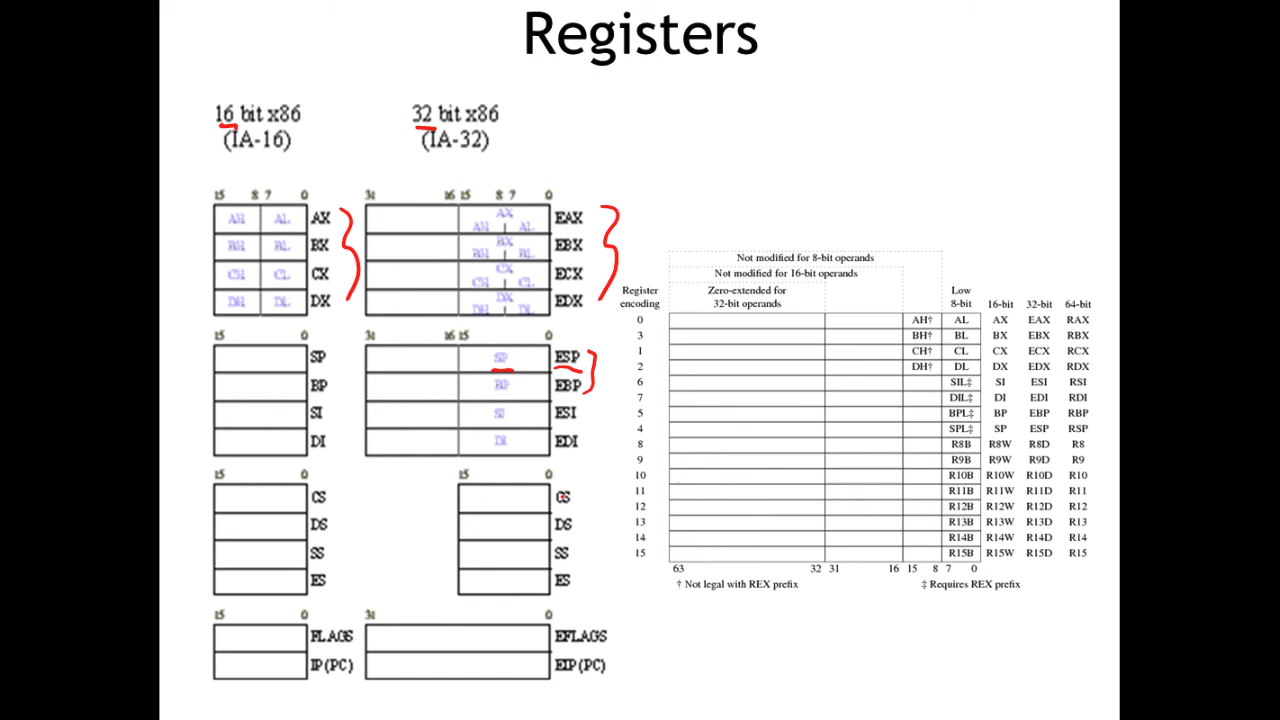 Registers
16 bit x86
(IA-16)
32 bit x86
(IA-32)
15 8 7 0
AH AL AX
BH BL BX
CH CL CX
DH DL DX
SP
BP
SI
DI
15 0
CS
DS
SS
ES
15 0
FLAGS
IP(PC)
31 16 15 8 7 0
AX
AH AL EAX
BX
BH BL EBX
CX
CH CL ECX
DX
DH DL EDX
31 16 15 0
SP ESP
BP EBP
SI ESI
DI EDI
15 0
CS
DS
SS
ES
31 0
EFLAGS
EIP(PC)
Not modified for 8-bit operands
Not modified for 16-bit operands
Register
encoding
Zero-extended for
32-bit operands
Low
8-bit 16-bit 32-bit 64-bit
0 AH† AL AX EAX RAX
3 BH† BL BX EBX RBX
1 CH† CL CX ECX RCX
2 DH† DL DX EDX RDX
6 SIL‡ SI ESI RSI
7 DIL‡ DI EDI RDI
5 BPL‡ BP EBP RBP
4 SPL‡ SP ESP RSP
8 R8B R8W R8D R8
9 R9B R9W R9D R9
10 R10B R10W R10D R10
11 R11B R11W R11D R11
12 R12B R12W R12D R12
13 R13B R13W R13D R13
14 R14B R14W R14D R14
15 R15B R15W R15D R15
63 32 31 16 15 8 7 0
† Not legal with REX prefix
‡ Requires REX prefix